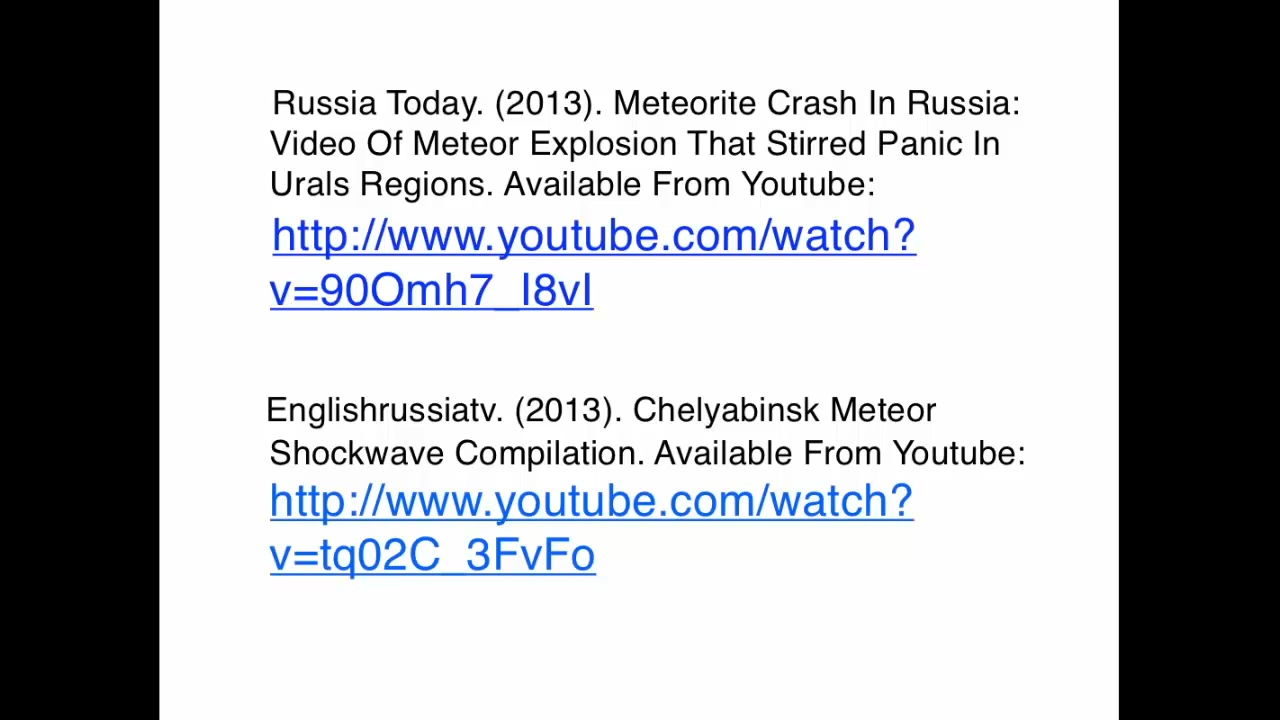 Russia Today. (2013). Meteorite Crash In Russia:
Video Of Meteor Explosion That Stirred Panic In
Urals Regions. Available From Youtube:
http://www.youtube.com/watch?
v=90Omh7_I8vI
Englishrussiatv. (2013). Chelyabinsk Meteor
Shockwave Compilation. Available From Youtube:
http://www.youtube.com/watch?
v=tq02C_3FvFo